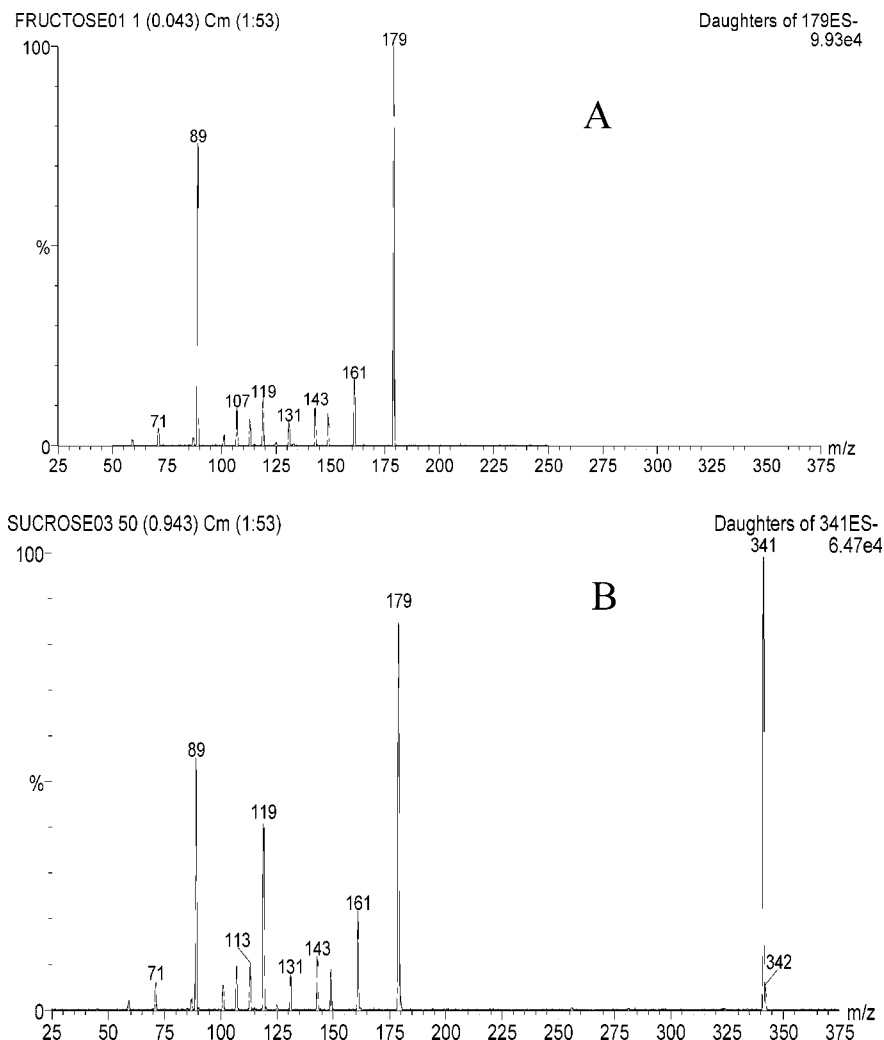 FRUCTOSE01 1 (0.043) Cm (1:53)
Daughters of 179ES-
9.93e4
100
179
A
89
%
161
119
107
143
131
71
0
25 50 75 100 125 150 175 200 225 250 275 300 325 350 375 m/z
SUCROSE03 50 (0.943) Cm (1:53)
Daughters of 341ES-
341 6.47e4
100
B
179
89
%
119
161
113
143
342
131
71
0
25 50 75 100 125 150 175 200 225 250 275 300 325 350 375 m/z